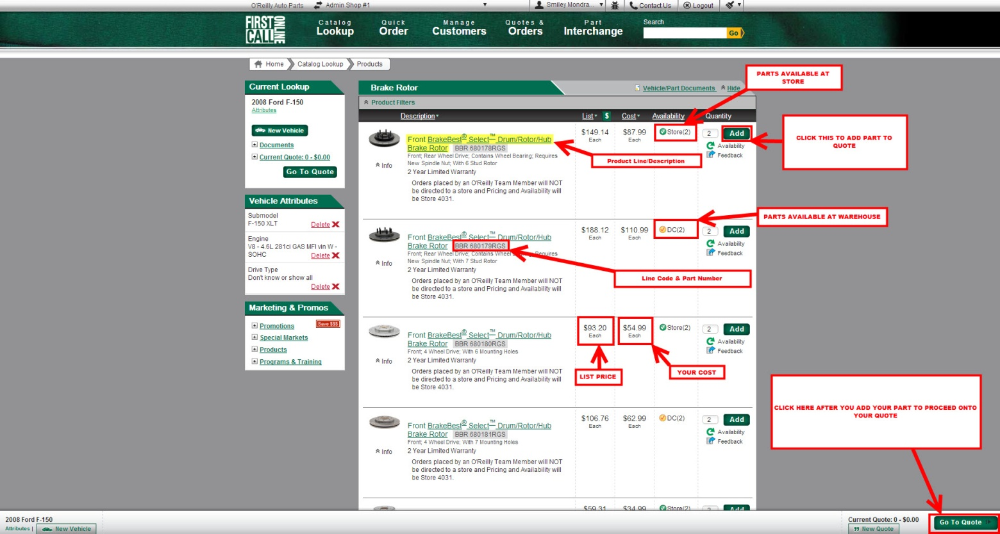 O'Reilly Auto Parts Admin Shop #1 Smiley Mondra... Contact Us Logout
FIRST CALL ONLINE
Catalog Lookup
Quick Order
Manage Customers
Quotes & Orders
Part Interchange
Search
Go
Home Catalog Lookup Products
Current Lookup
2008 Ford F-150
Attributes
New Vehicle
Documents
Current Quote: 0 - $0.00
Go To Quote
Vehicle Attributes
Submodel
F-150 XLT Delete
Engine
V8 - 4.6L 281ci GAS MFI vin W -
SOHC Delete
Drive Type
Don't know or show all
Delete
Marketing & Promos
Promotions Save $$$
Special Markets
Products
Programs & Training
Brake Rotor Vehicle/Part Documents Hide
Product Filters
Description List $ Cost Availability Quantity
Front BrakeBest® Select™ Drum/Rotor/Hub
Brake Rotor BBR 680178RGS
Front; Rear Wheel Drive; Contains Wheel Bearing; Requires
New Spindle Nut; With 6 Stud Rotor
Info
2 Year Limited Warranty
Orders placed by an O'Reilly Team Member will NOT
be directed to a store and Pricing and Availability will
be Store 4031.
$149.14
Each
$87.99
Each
Store(2)
2 Add
Availability
Feedback
Front BrakeBest® Select™ Drum/Rotor/Hub
Brake Rotor BBR 680179RGS
Front; Rear Wheel Drive; Contains Wheel Requires
New Spindle Nut; With 7 Stud Rotor
Info
2 Year Limited Warranty
Orders placed by an O'Reilly Team Member will NOT
be directed to a store and Pricing and Availability will
be Store 4031.
$188.12
Each
$110.99
Each
DC(2)
2 Add
Availability
Feedback
Front BrakeBest® Select™ Drum/Rotor/Hub
Brake Rotor BBR 680180RGS
Front; 4 Wheel Drive; With 6 Mounting Holes
Info
2 Year Limited Warranty
Orders placed by an O'Reilly Team Member will NOT
be directed to a store and Pricing and Availability will
be Store 4031.
$93.20
Each
$54.99
Each
Store(2)
2 Add
Availability
Feedback
Front BrakeBest® Select™ Drum/Rotor/Hub
Brake Rotor BBR 680181RGS
Front; 4 Wheel Drive; With 7 Mounting Holes
Info
2 Year Limited Warranty
Orders placed by an O'Reilly Team Member will NOT
be directed to a store and Pricing and Availability will
be Store 4031.
$106.76
Each
$62.99
Each
DC(2)
2 Add
Availability
Feedback
$59.31 $34.99 Store(2) 2 Add
PARTS AVAILABLE AT
STORE
CLICK THIS TO ADD PART TO
QUOTE
Product Line/Description
PARTS AVAILABLE AT WAREHOUSE
Line Code & Part Number
LIST PRICE
YOUR COST
CLICK HERE AFTER YOU ADD YOUR PART TO PROCEED ONTO
YOUR QUOTE
2008 Ford F-150
Attributes | New Vehicle
Current Quote: 0 - $0.00
New Quote
Go To Quote